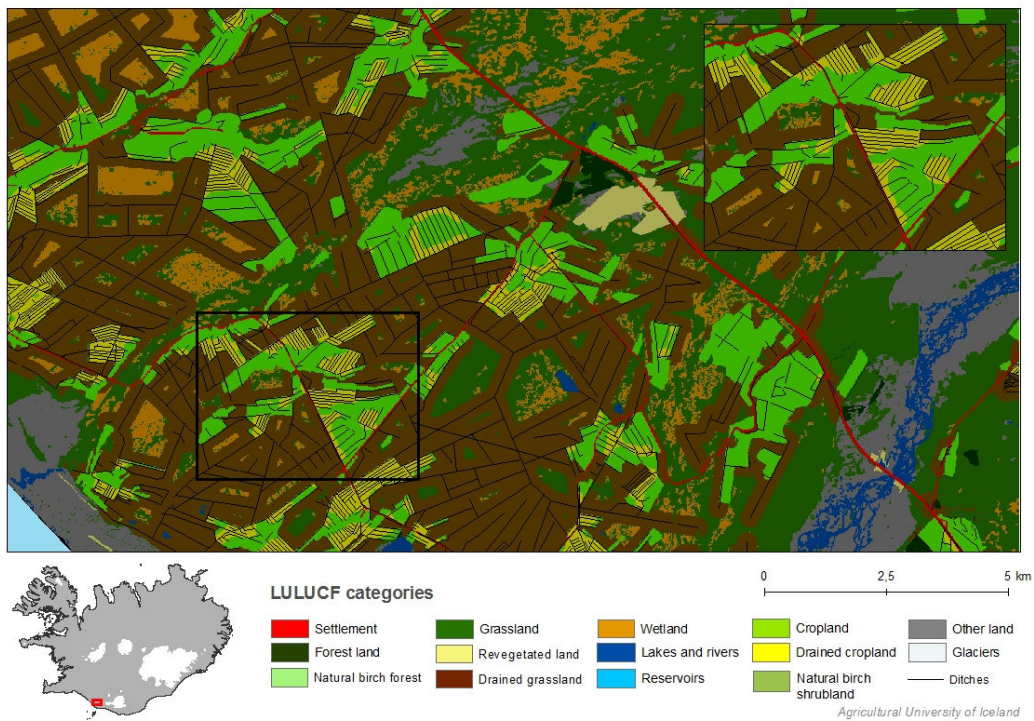 0 2,5 5 km
LULUCF categories
Settlement Grassland Wetland Cropland Other land
Forest land Revegetated land Lakes and rivers Drained cropland Glaciers
Natural birch forest Drained grassland Reservoirs Natural birch shrubland Ditches
Agricultural University of Iceland